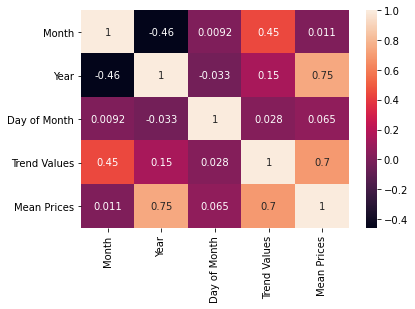 Month 1 -0.46 0.0092 0.45 0.011
Year -0.46 1 -0.033 0.15 0.75
Day of Month 0.0092 -0.033 1 0.028 0.065
Trend Values 0.45 0.15 0.028 1 0.7
Mean Prices 0.011 0.75 0.065 0.7 1
Month
Year
Day of Month
Trend Values
Mean Prices
1.0
0.8
0.6
0.4
0.2
0.0
−0.2
−0.4